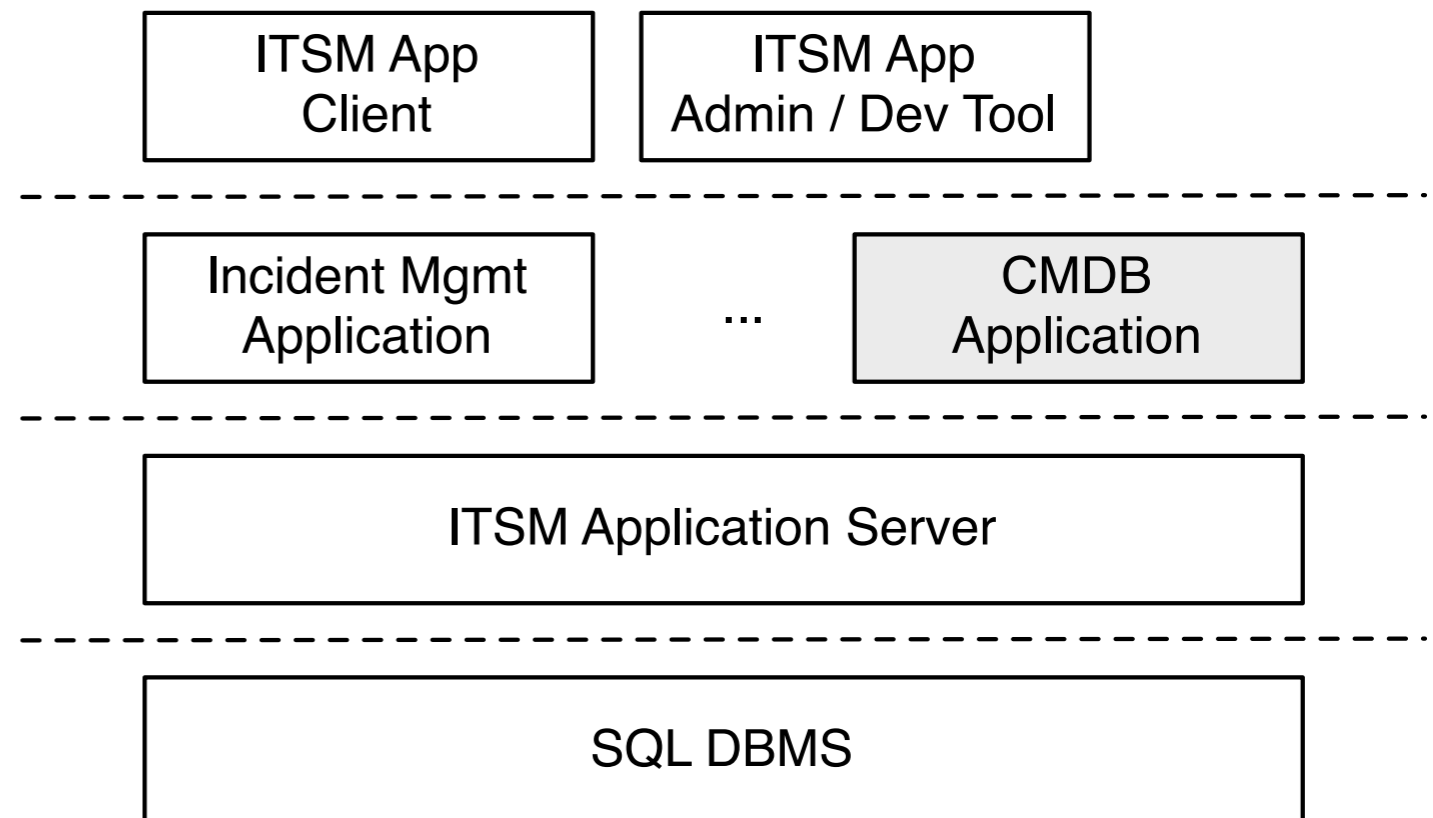 ITSM App
Client
ITSM App
Admin / Dev Tool
Incident Mgmt
Application
...
CMDB
Application
ITSM Application Server
SQL DBMS